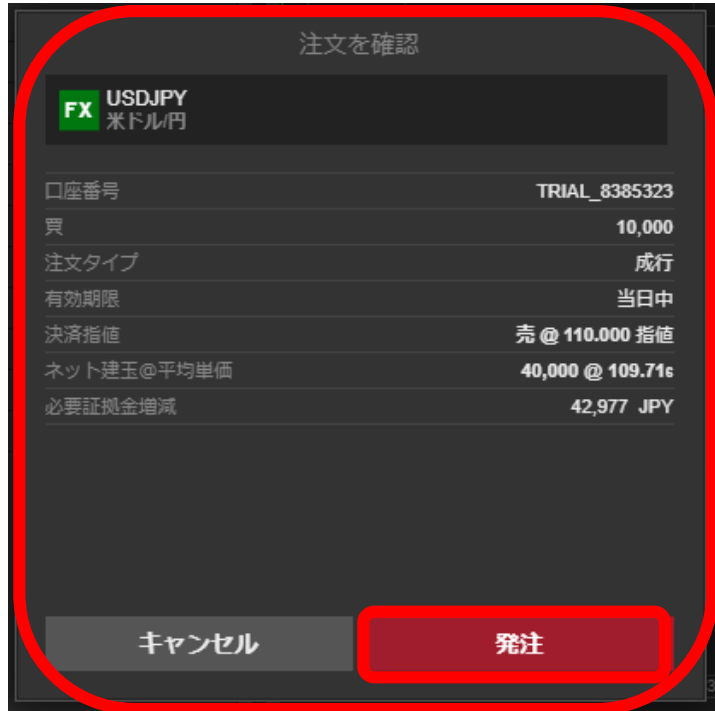 注文を確認
FX USDJPY
米ドル/円
口座番号 TRIAL_8385323
買 10,000
注文タイプ 成行
有効期限 当日中
決済指値 売 @ 110.000 指値
ネット建玉@平均単価 40,000 @ 109.716
必要証拠金増減 42,977 JPY
キャンセル 発注